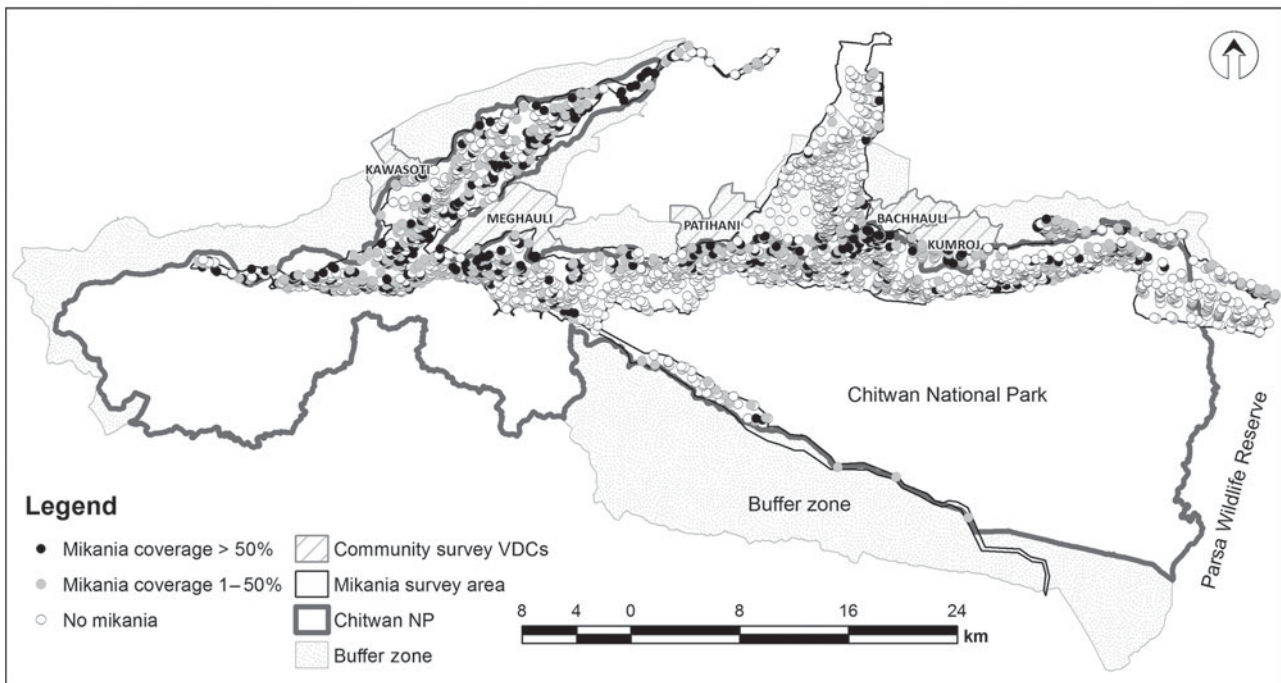 KAWASOTI
MEGHAULI
PATIHANI
BACHHAULI
KUMROJ
Chitwan National Park
Buffer zone
Parsa Wildlife Reserve
Legend
Mikania coverage > 50%
Mikania coverage 1–50%
No mikania
Community survey VDCs
Mikania survey area
Chitwan NP
Buffer zone
8 4 0 8 16 24
km